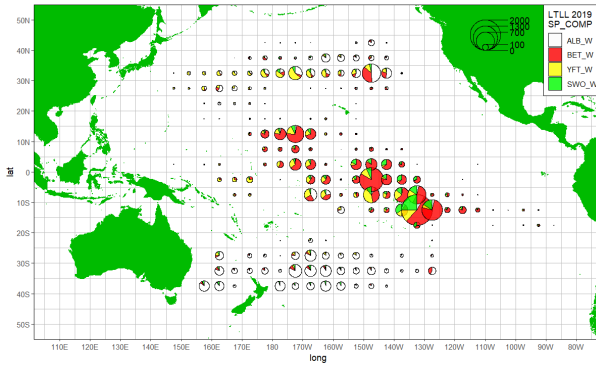 LTLL 2019
SP_COMP
ALB_W
BET_W
YFT_W
SWO_W
2000
1300
700
100
0
50N
40N
30N
20N
10N
0
10S
20S
30S
40S
50S
lat
110E 120E 130E 140E 150E 160E 170E 180 170W 160W 150W 140W 130W 120W 110W 100W 90W 80W
long